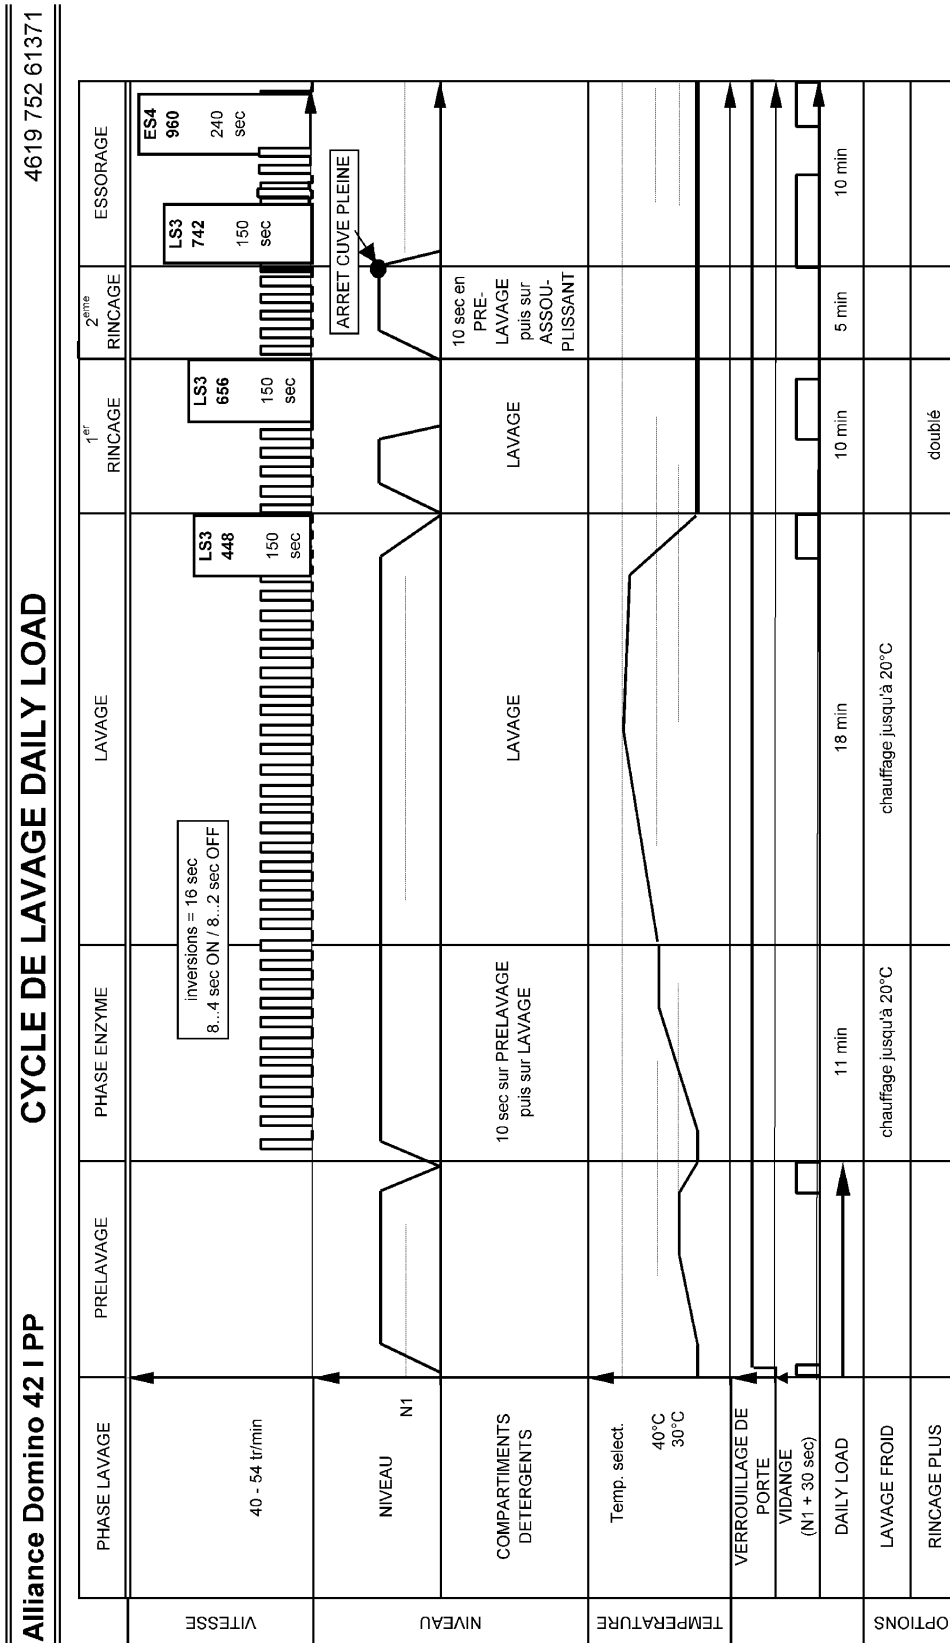 Alliance Domino 42 I PP
CYCLE DE LAVAGE DAILY LOAD
4619 752 61371
PHASE LAVAGE
PRELAVAGE
PHASE ENZYME
LAVAGE
1er
RINCAGE
2eme
RINCAGE
ESSORAGE
VITESSE
40 - 54 tr/min
inversions = 16 sec
8...4 sec ON / 8...2 sec OFF
LS3
448
150
sec
LS3
656
150
sec
LS3
742
150
sec
ES4
960
240
sec
NIVEAU
NIVEAU
N1
ARRET CUVE PLEINE
COMPARTIMENTS
DETERGENTS
10 sec sur PRELAVAGE
puis sur LAVAGE
LAVAGE
LAVAGE
10 sec en
PRE-
LAVAGE
puis sur
ASSOU-
PLISSANT
TEMPERATURE
Temp. select.
40°C
30°C
VERROUILLAGE DE
PORTE
VIDANGE
(N1 + 30 sec)
DAILY LOAD
11 min
18 min
10 min
5 min
10 min
OPTIONS
LAVAGE FROID
chauffage jusqu'à 20°C
chauffage jusqu'à 20°C
RINCAGE PLUS
doublé